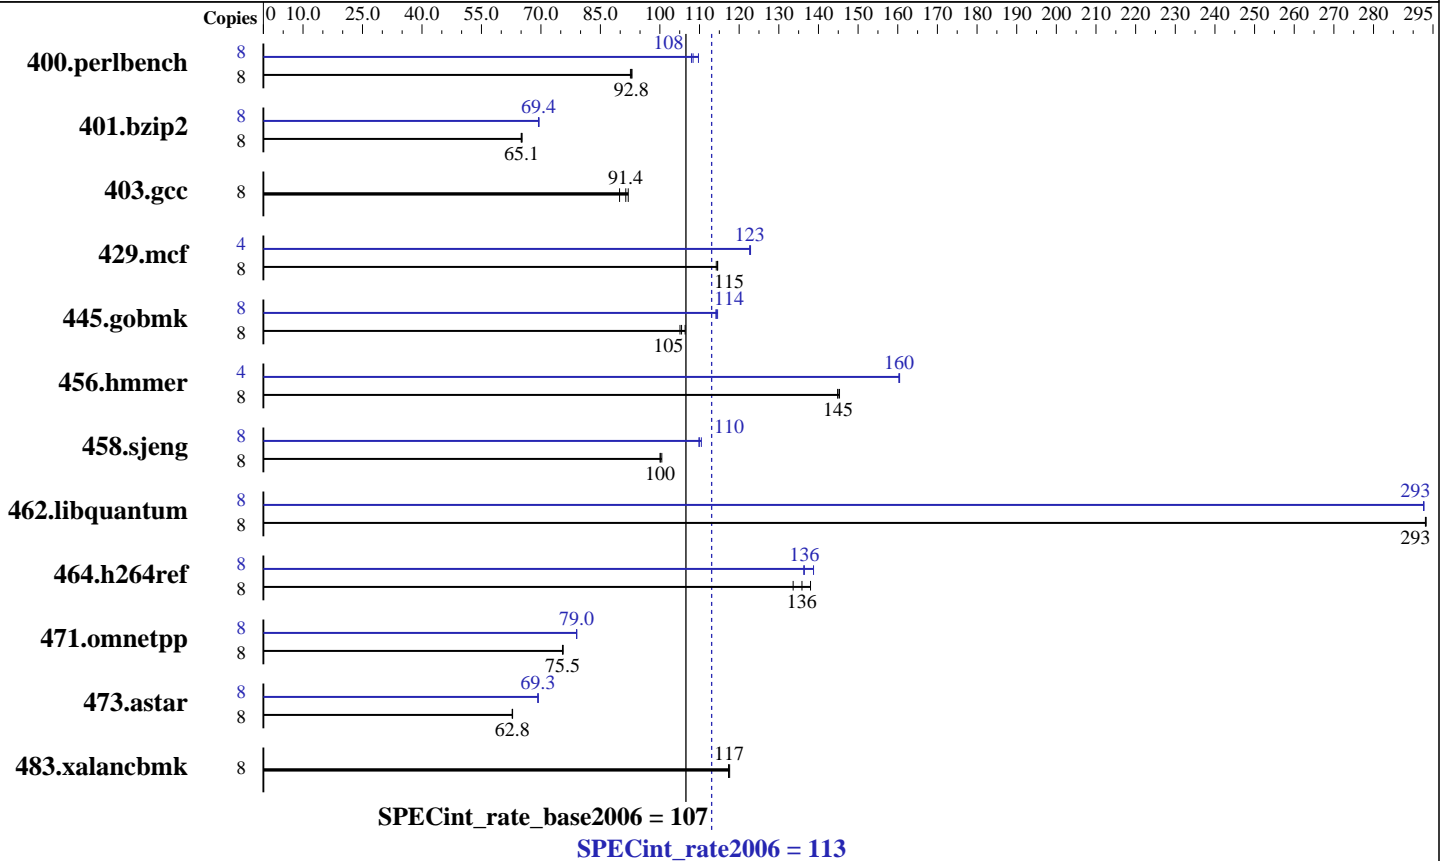 Copies 0 10.0 25.0 40.0 55.0 70.0 85.0 100 110 120 130 140 150 160 170 180 190 200 210 220 230 240 250 260 270 280 295
400.perlbench 8 108
8 92.8
401.bzip2 8 69.4
8 65.1
403.gcc 8 91.4
429.mcf 4 123
8 115
445.gobmk 8 114
8 105
456.hmmer 4 160
8 145
458.sjeng 8 110
8 100
462.libquantum 8 293
8 293
464.h264ref 8 136
8 136
471.omnetpp 8 79.0
8 75.5
473.astar 8 69.3
8 62.8
483.xalancbmk 8 117
SPECint_rate_base2006 = 107
SPECint_rate2006 = 113